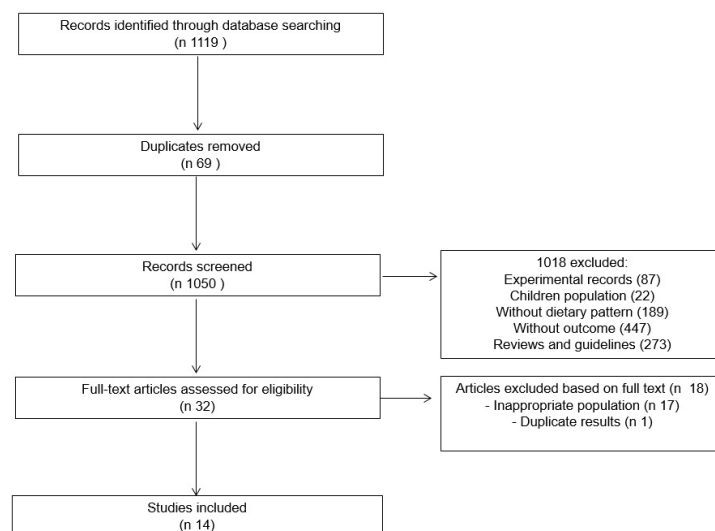 Records identified through database searching
(n 1119 )
Duplicates removed
(n 69 )
Records screened
(n 1050 )
1018 excluded:
Experimental records (87)
Children population (22)
Without dietary pattern (189)
Without outcome (447)
Reviews and guidelines (273)
Full-text articles assessed for eligibility
(n 32)
Articles excluded based on full text (n 18)
- Inappropriate population (n 17)
- Duplicate results (n 1)
Studies included
(n 14)